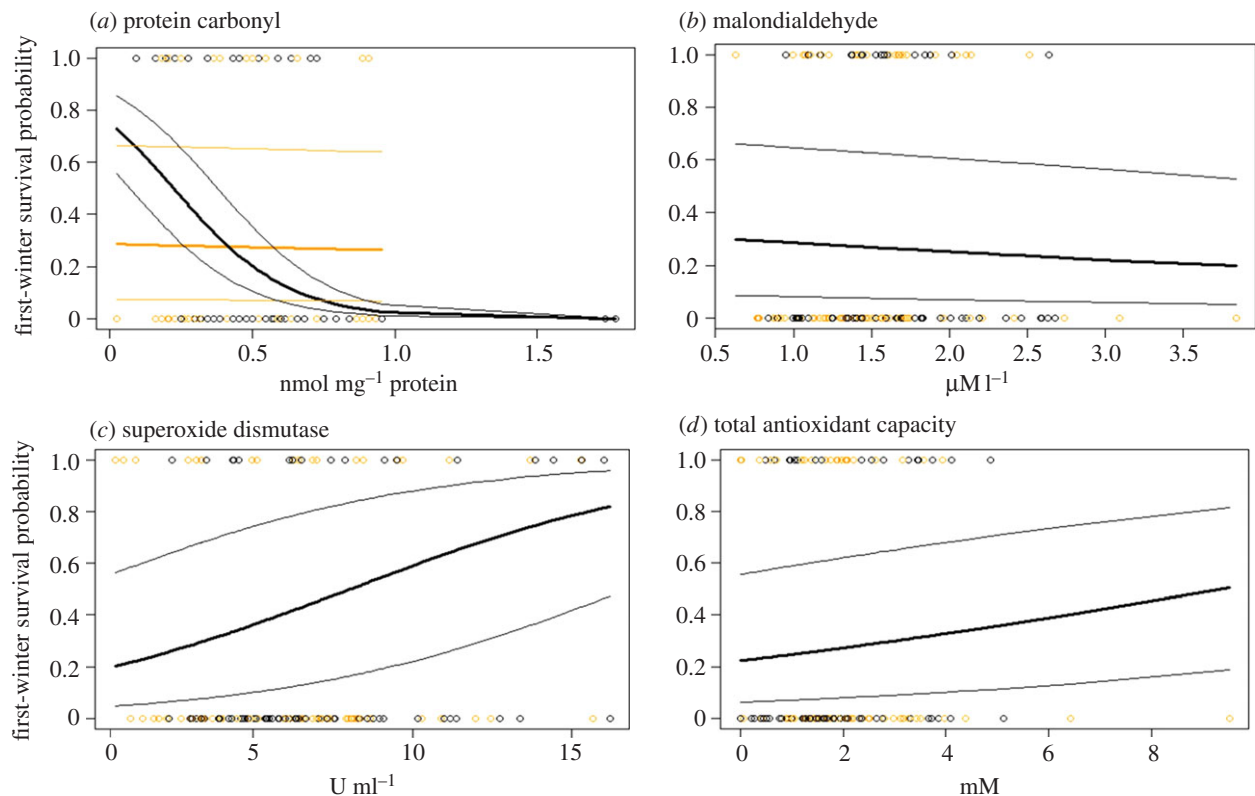 (a) protein carbonyl
first-winter survival probability
1.0
0.8
0.6
0.4
0.2
0
0 0.5 1.0 1.5
nmol mg⁻¹ protein
(b) malondialdehyde
1.0
0.8
0.6
0.4
0.2
0
0.5 1.0 1.5 2.0 2.5 3.0 3.5
µM l⁻¹
(c) superoxide dismutase
first-winter survival probability
1.0
0.8
0.6
0.4
0.2
0
0 5 10 15
U ml⁻¹
(d) total antioxidant capacity
1.0
0.8
0.6
0.4
0.2
0
0 2 4 6 8
mM